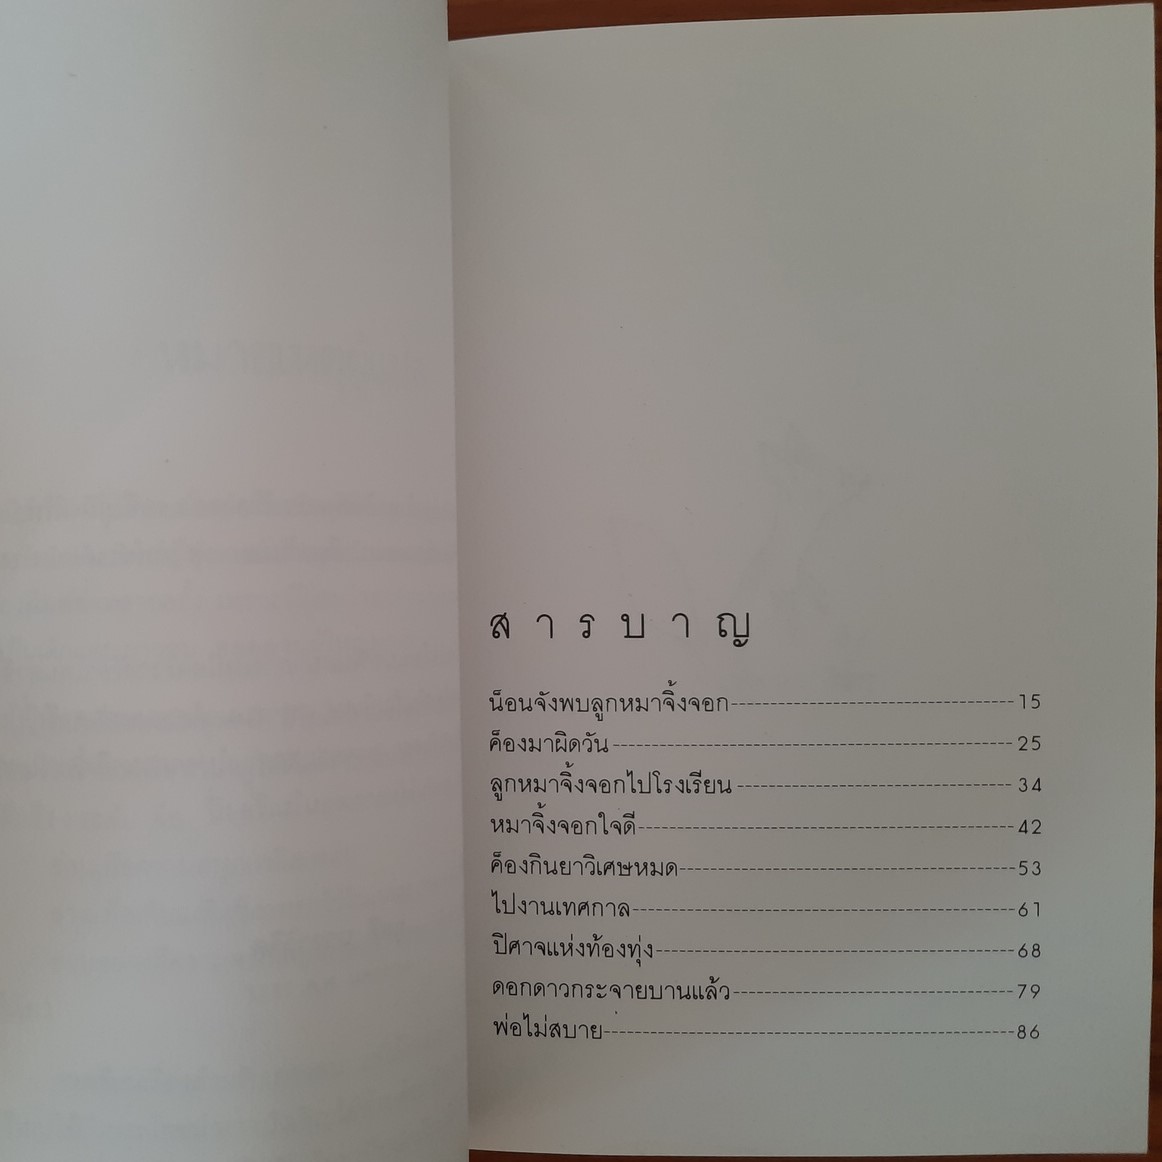 สารบาญ
น็อนจังพบลูกหมาจิ้งจอก 15
ค็องมาผิดวัน 25
ลูกหมาจิ้งจอกไปโรงเรียน 34
หมาจิ้งจอกใจดี 42
ค็องกินยาวิเศษหมด 53
ไปงานเทศกาล 61
ปิศาจแห่งท้องทุ่ง 68
ดอกดาวกระจายบานแล้ว 79
พ่อไม่สบาย 86